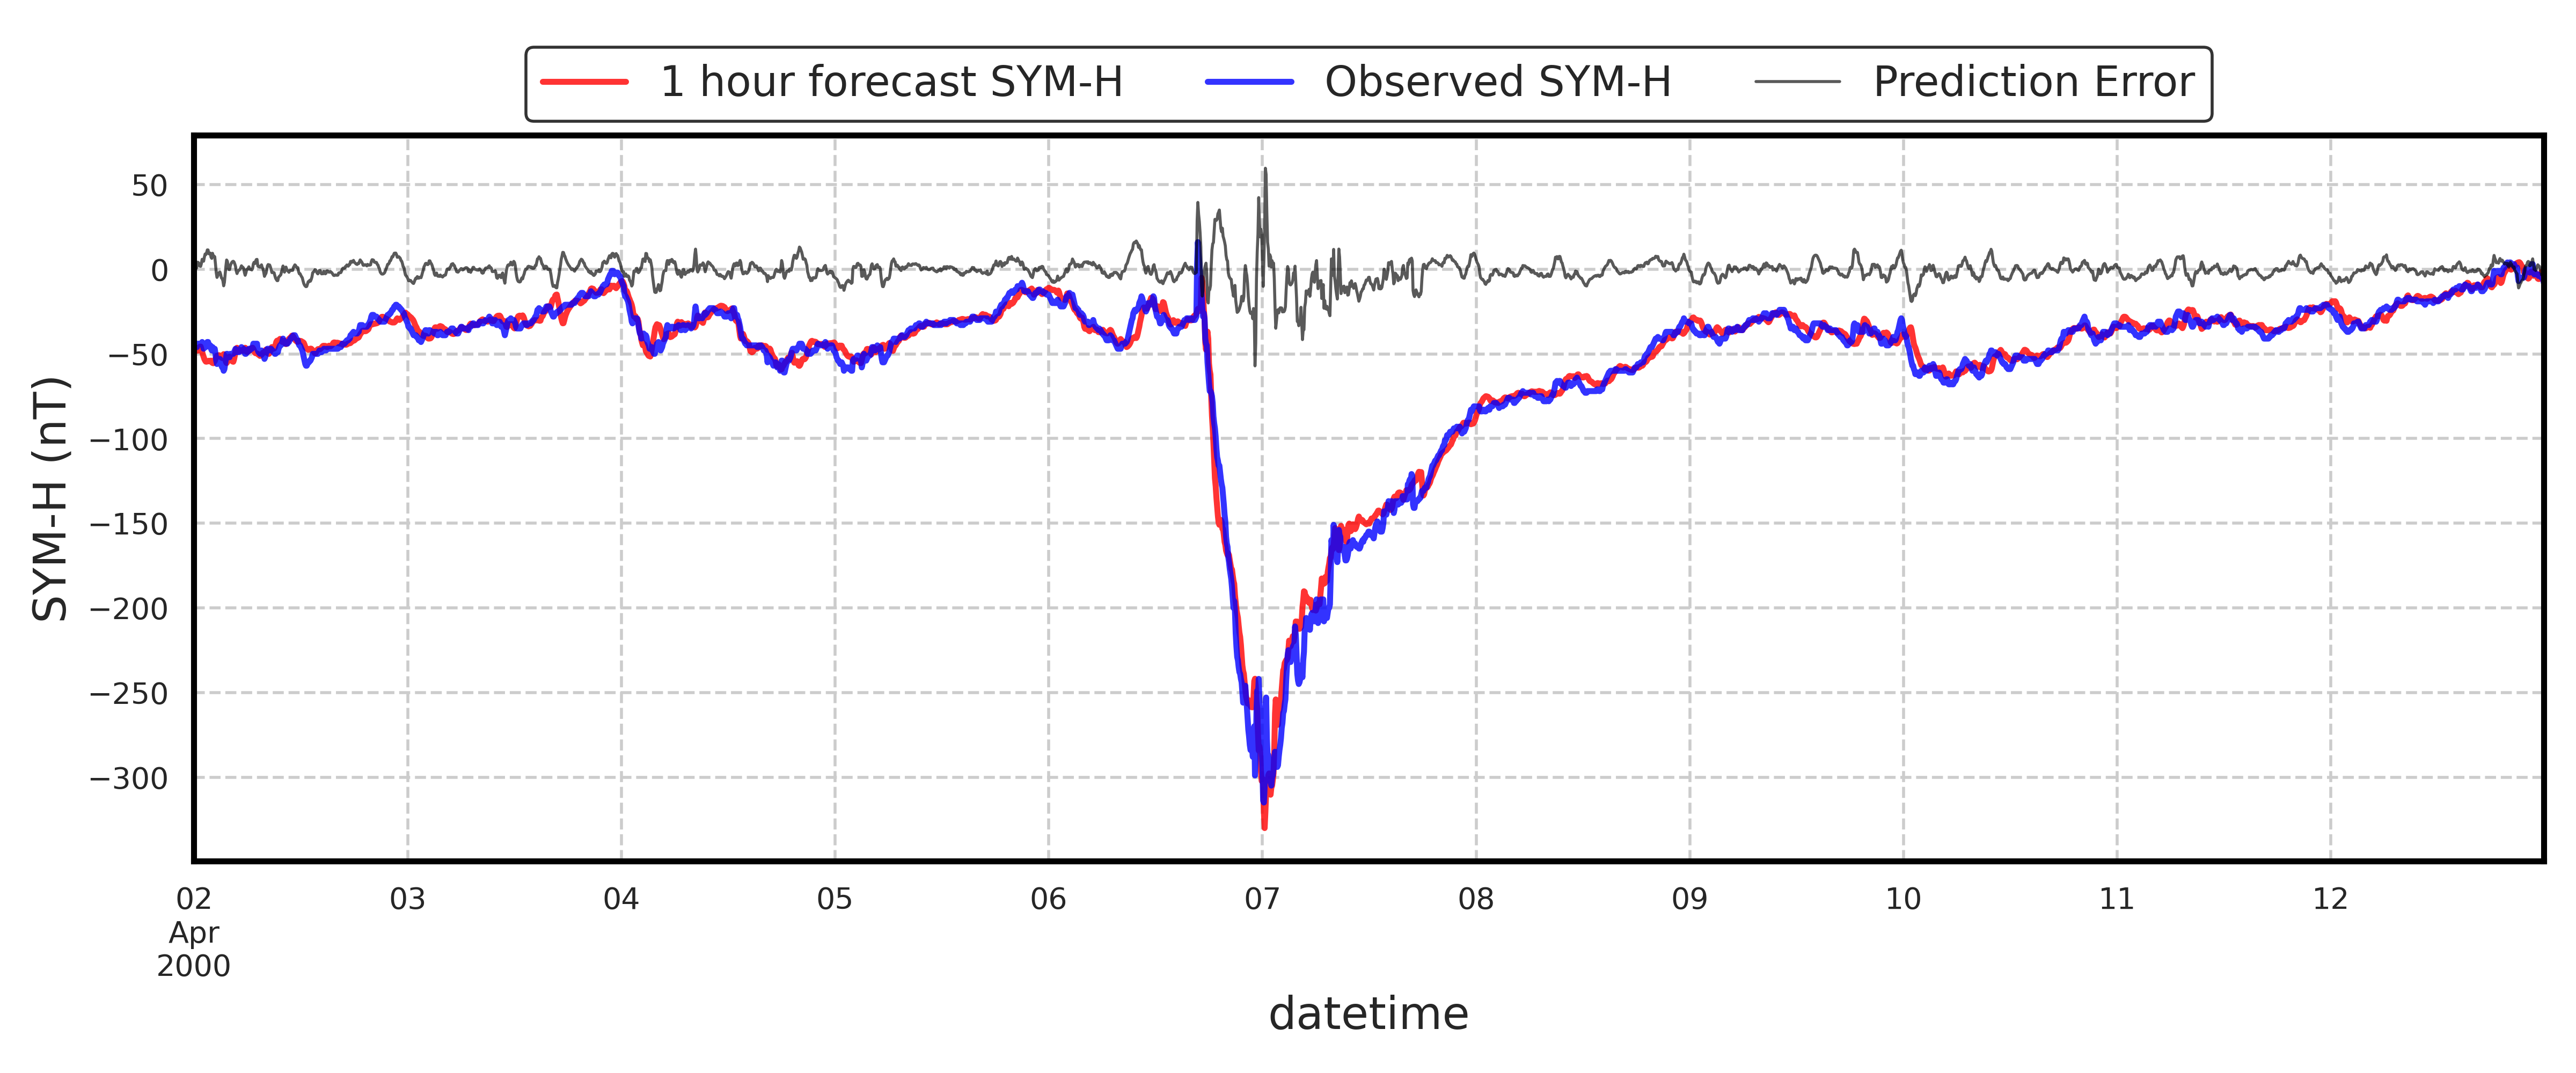 1 hour forecast SYM-H Observed SYM-H Prediction Error
50
0
−50
−100
−150
−200
−250
−300
SYM-H (nT)
02 03 04 05 06 07 08 09 10 11 12
Apr
2000
datetime